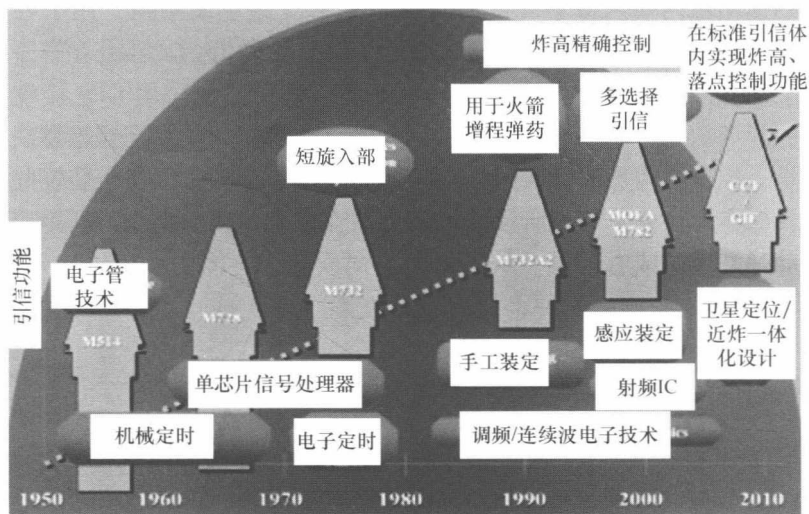 炸高精确控制
在标准引信体
内实现炸高、
落点控制功能
用于火箭
增程弹药
多选择
引信
短旋入部
引信功能
电子管
技术
M514
M728
M732
M732A2
MOFA
M782
CCF
GIF
卫星定位/
近炸一体
化设计
感应装定
手工装定
射频IC
单芯片信号处理器
机械定时
电子定时
调频/连续波电子技术
ics
1950
1960
1970
1980
1990
2000
2010